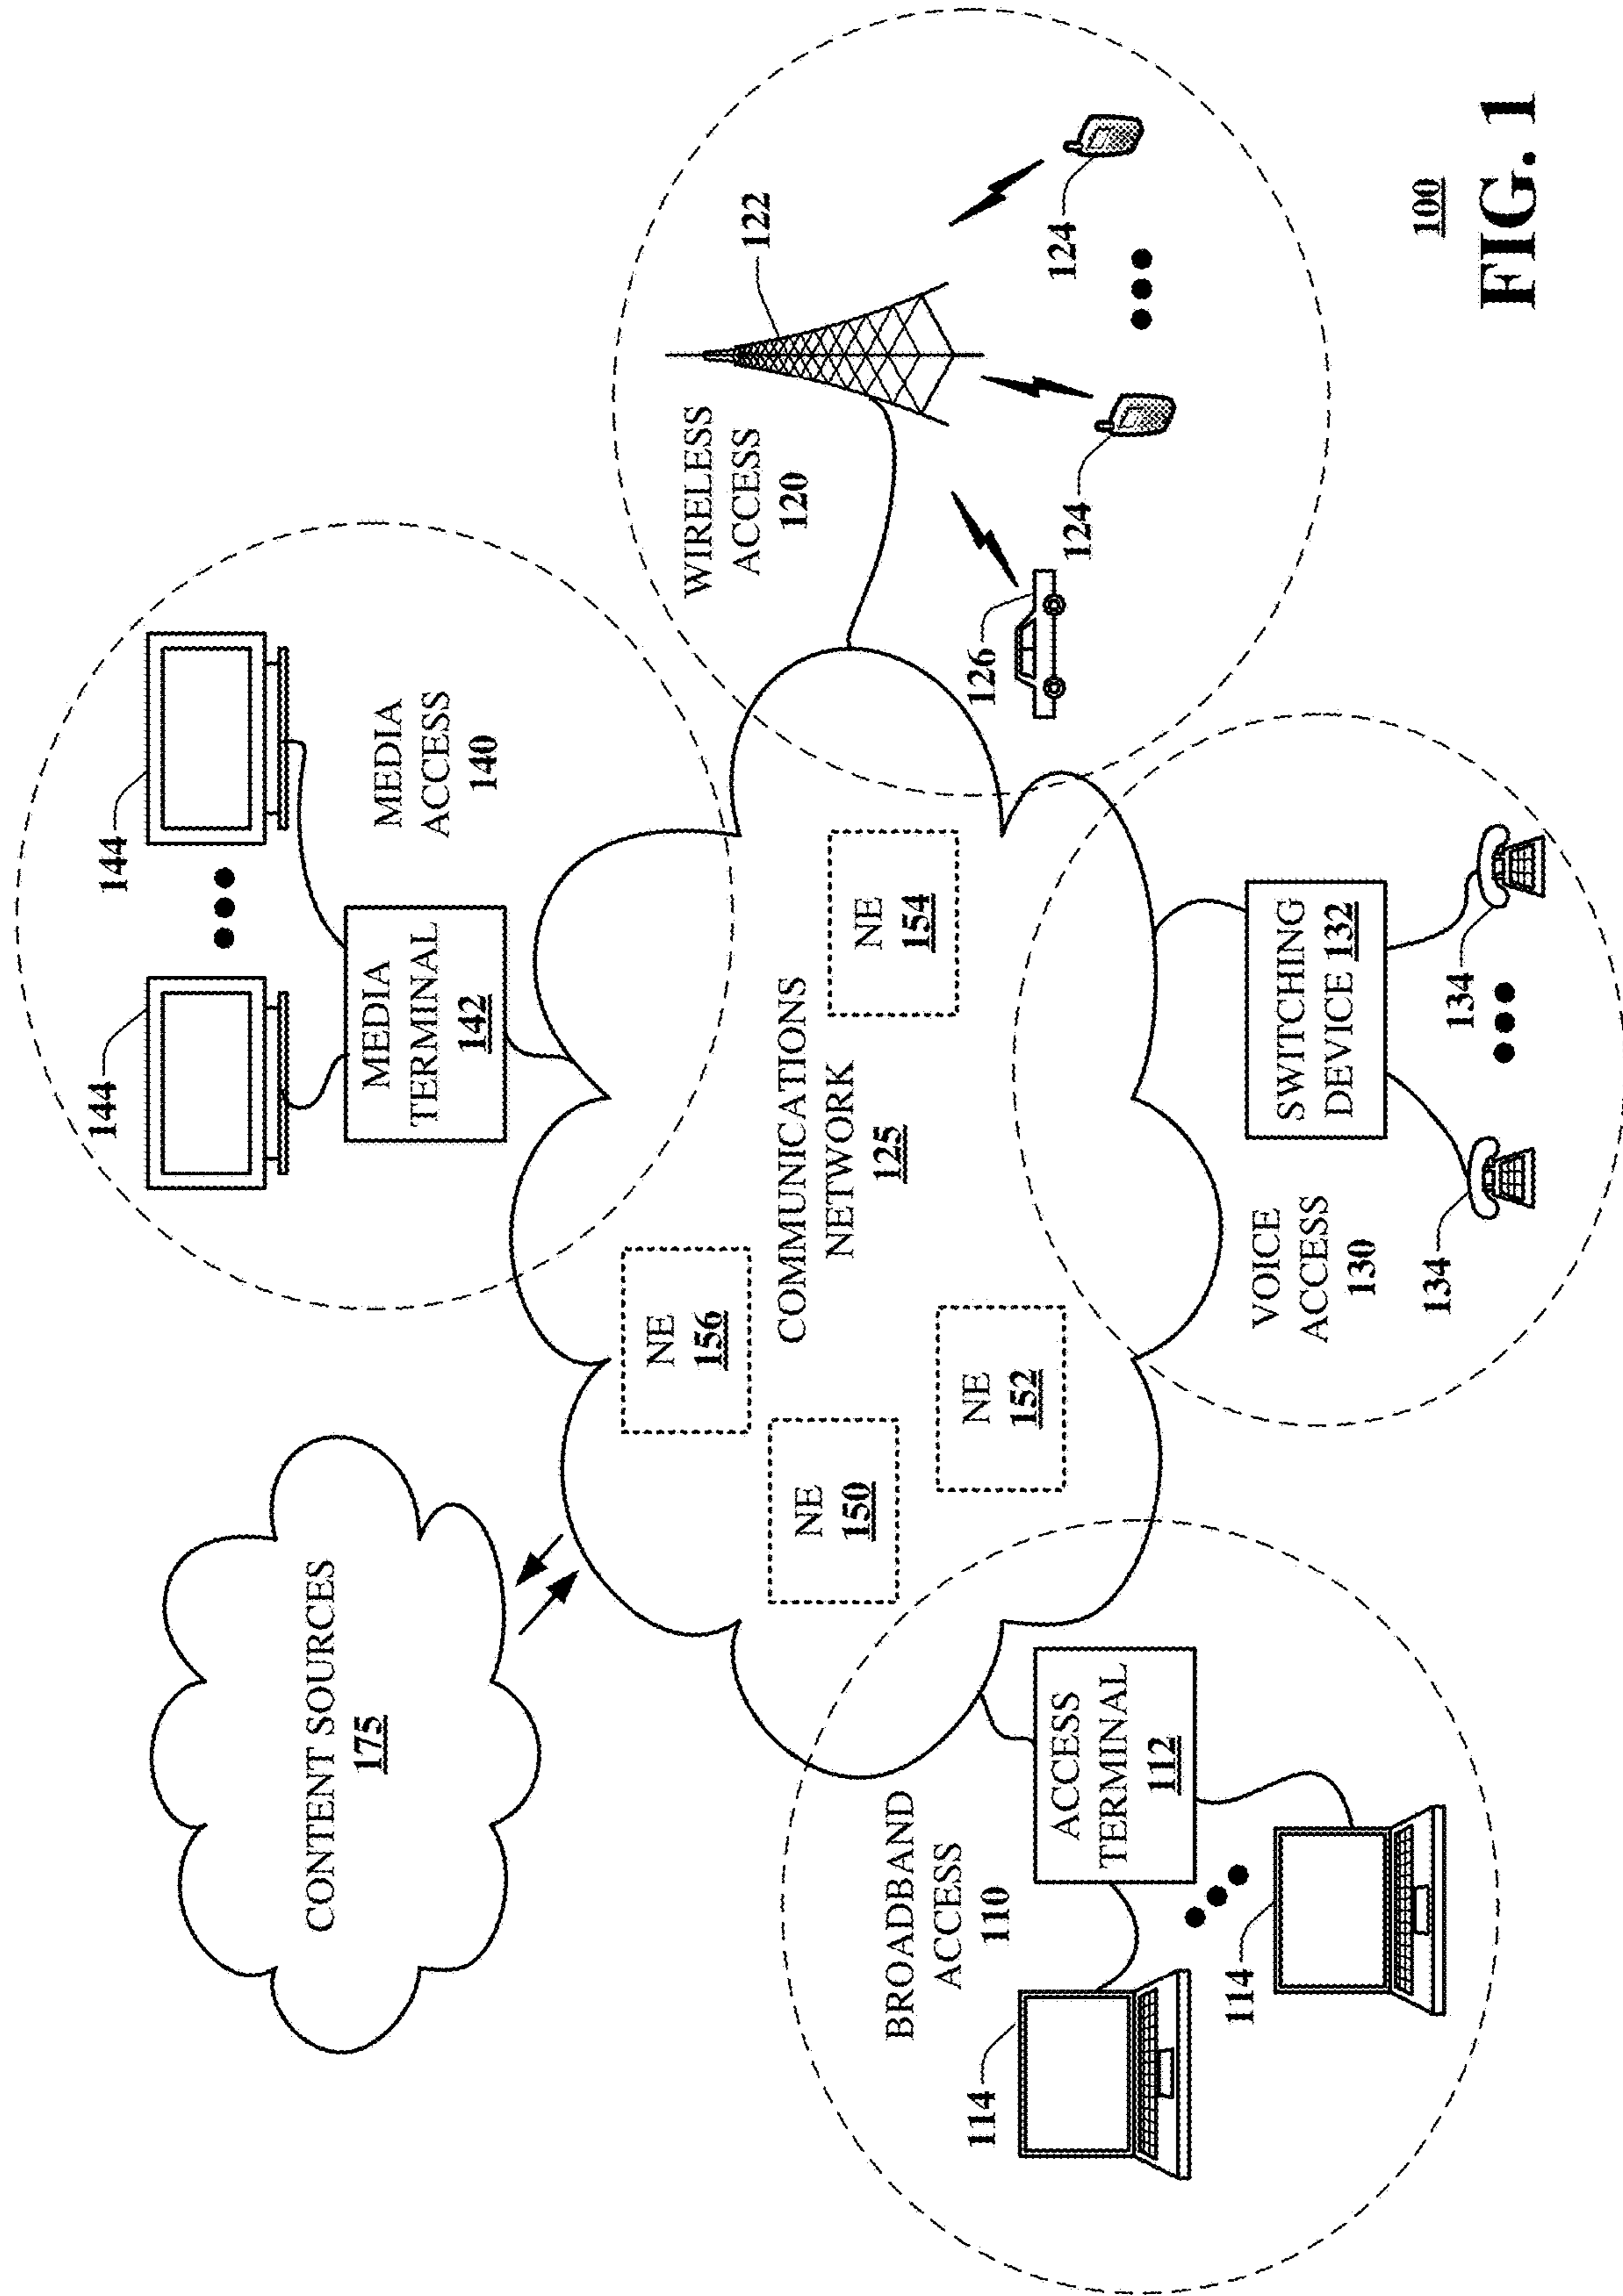 CONTENT SOURCES
175
144
144
MEDIA
TERMINAL
142
MEDIA
ACCESS
140
NE
156
NE
150
NE
152
COMMUNICATIONS
NETWORK
125
NE
154
WIRELESS
ACCESS
120
122
126
124
124
BROADBAND
ACCESS
110
ACCESS
TERMINAL
112
114
114
VOICE
ACCESS
130
SWITCHING
DEVICE 132
134
134
100
FIG. 1